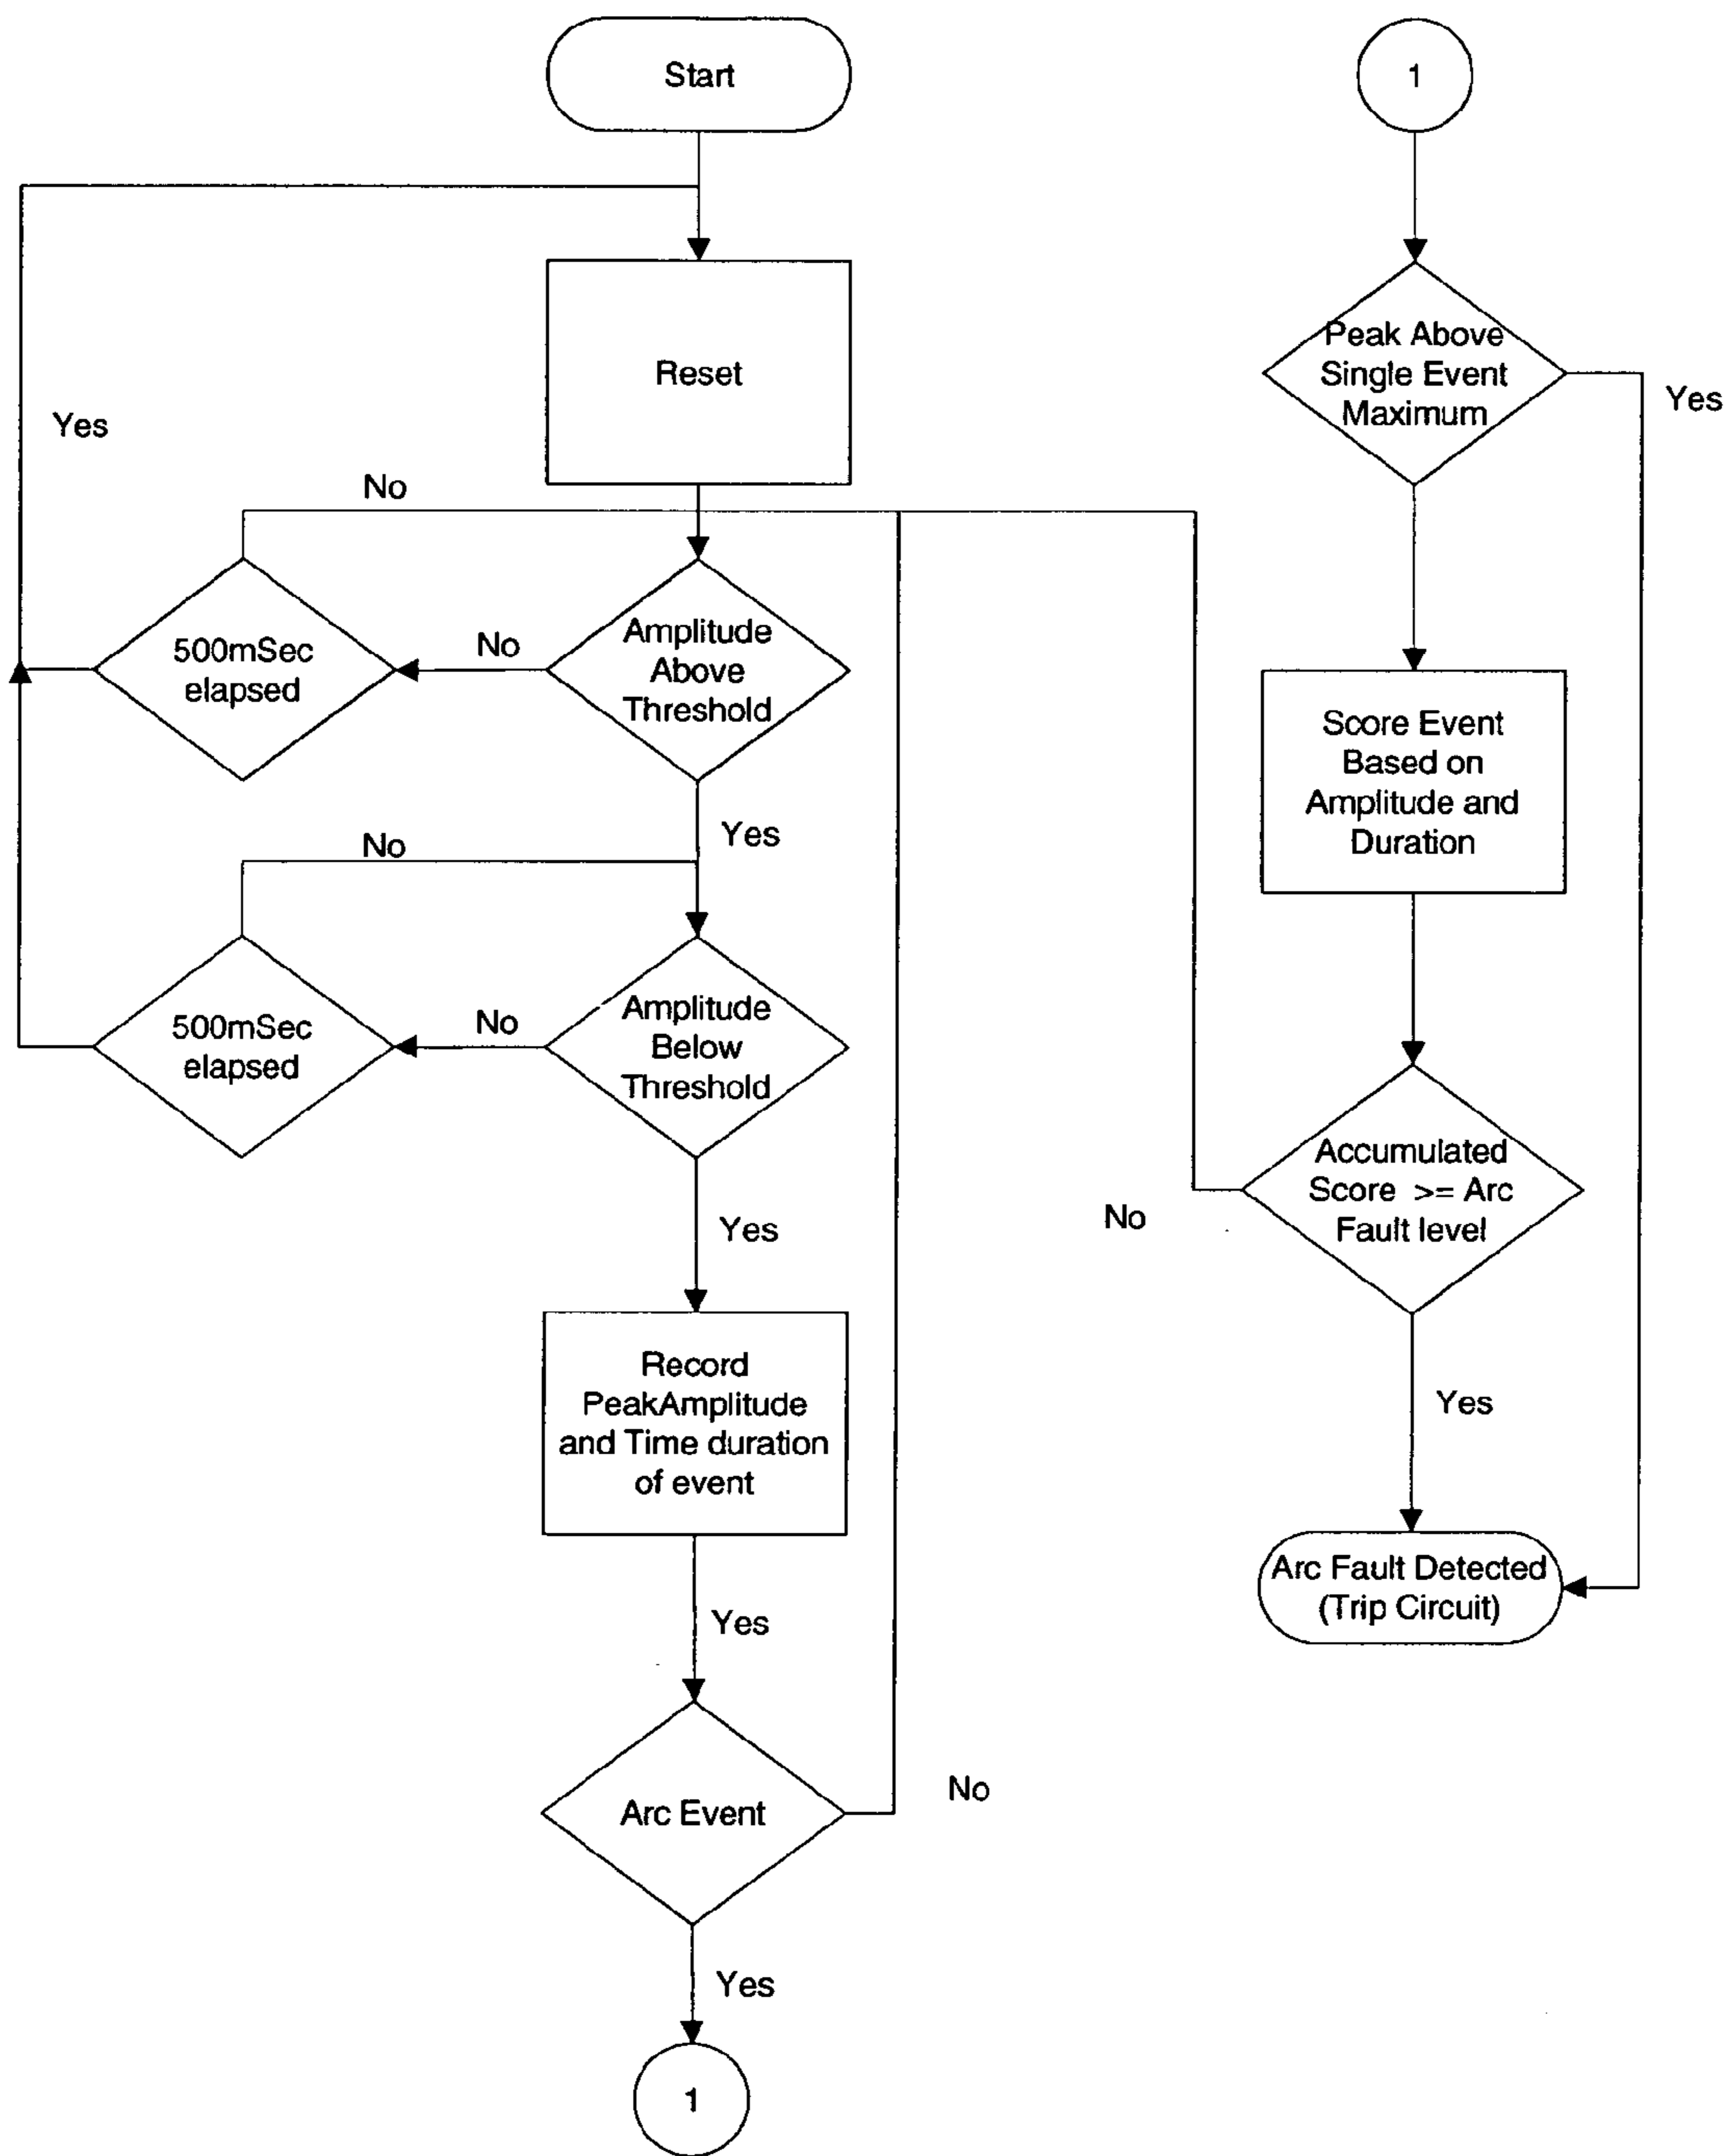 Start
Reset
Yes
No
500mSec
elapsed
No
Amplitude
Above
Threshold
Yes
No
500mSec
elapsed
No
Amplitude
Below
Threshold
Yes
Record
PeakAmplitude
and Time duration
of event
Yes
Arc Event
No
Yes
1
1
Peak Above
Single Event
Maximum
Yes
Score Event
Based on
Amplitude and
Duration
Accumulated
Score >= Arc
Fault level
No
Yes
Arc Fault Detected
(Trip Circuit)